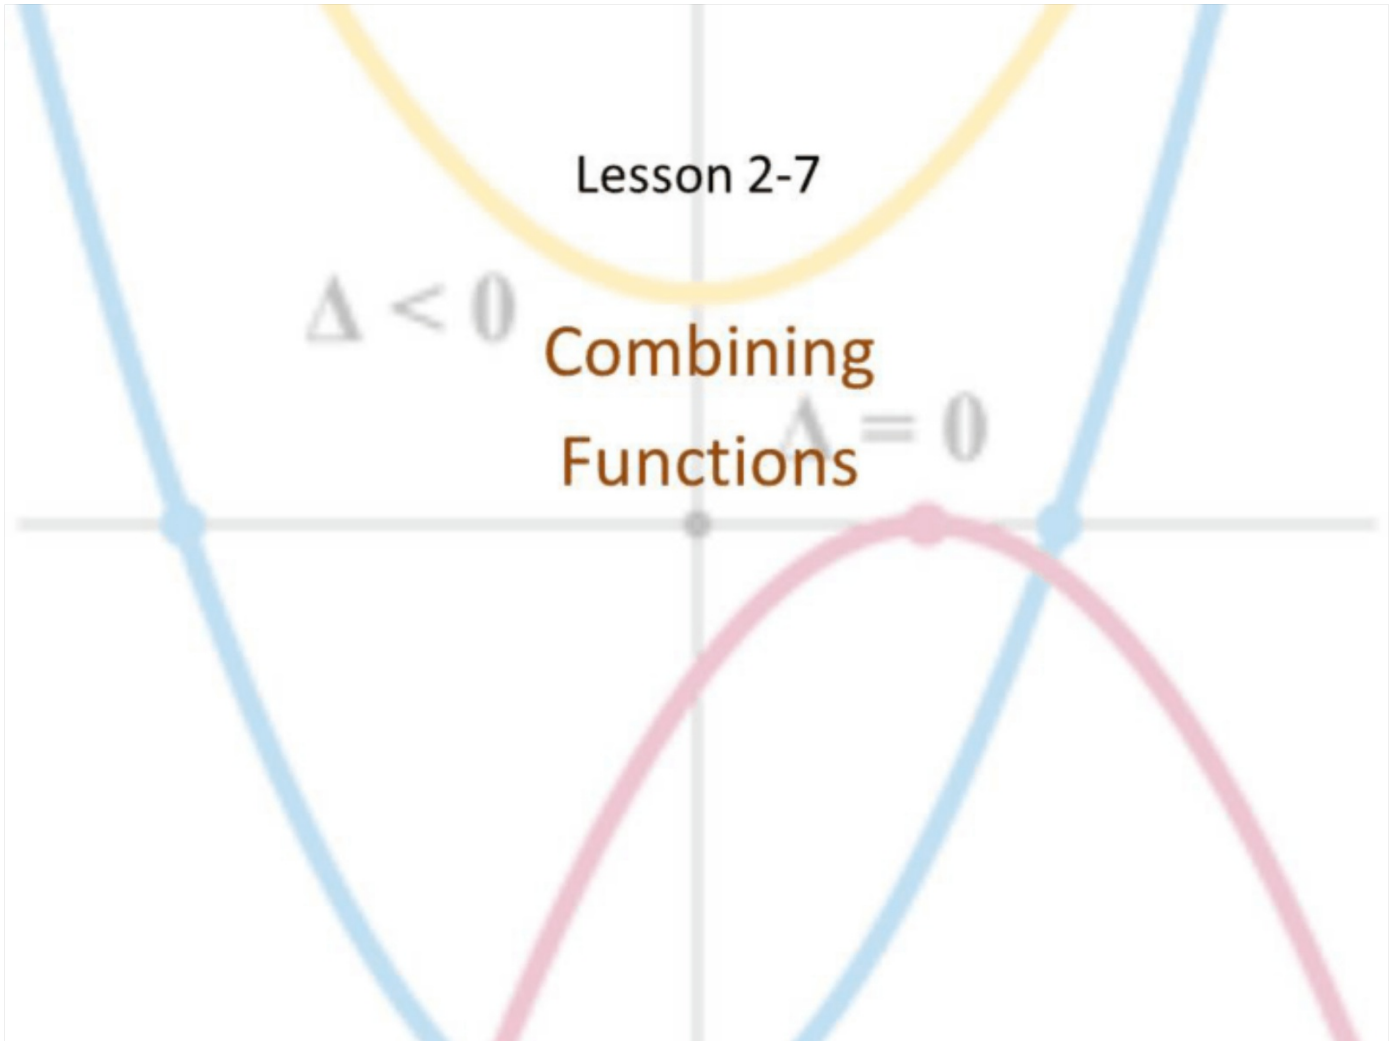 Lesson 2-7
Δ < 0
Combining
Δ = 0
Functions